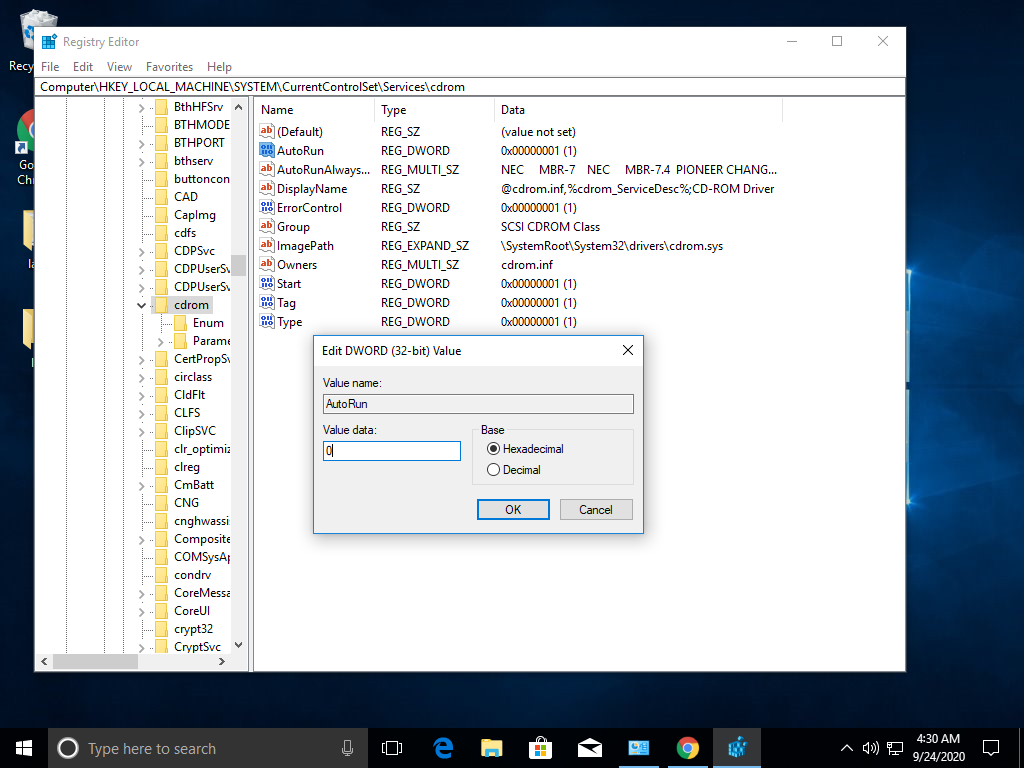 Registry Editor
File Edit View Favorites Help
Computer\HKEY_LOCAL_MACHINE\SYSTEM\CurrentControlSet\Services\cdrom
Recy
Go
Chr
BthHFSrv
BTHMODE
BTHPORT
bthserv
buttoncon
CAD
CapImg
cdfs
CDPSvc
CDPUserSv
CDPUserSv
cdrom
Enum
Parame
CertPropSv
circlass
CldFlt
CLFS
ClipSVC
clr_optimiz
clreg
CmBatt
CNG
cnghwassi
Composite
COMSysAp
condrv
CoreMessa
CoreUI
crypt32
CryptSvc
Name Type Data
(Default) REG_SZ (value not set)
AutoRun REG_DWORD 0x00000001 (1)
AutoRunAlways... REG_MULTI_SZ NEC MBR-7 NEC MBR-7.4 PIONEER CHANG...
DisplayName REG_SZ @cdrom.inf,%cdrom_ServiceDesc%;CD-ROM Driver
ErrorControl REG_DWORD 0x00000001 (1)
Group REG_SZ SCSI CDROM Class
ImagePath REG_EXPAND_SZ \SystemRoot\System32\drivers\cdrom.sys
Owners REG_MULTI_SZ cdrom.inf
Start REG_DWORD 0x00000001 (1)
Tag REG_DWORD 0x00000001 (1)
Type REG_DWORD 0x00000001 (1)
Edit DWORD (32-bit) Value
Value name:
AutoRun
Value data:
0
Base
Hexadecimal
Decimal
OK Cancel
Type here to search
4:30 AM
9/24/2020